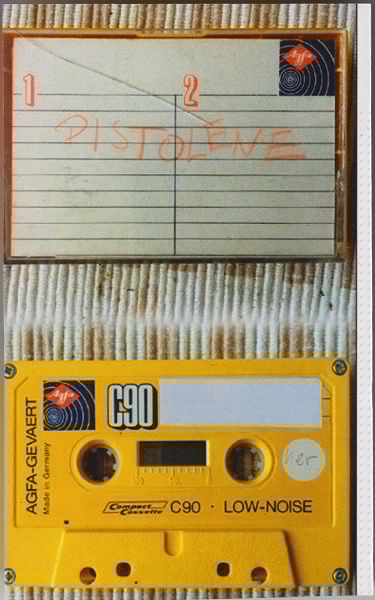 Agfa
1 2
PISTOLENE
Agfa
C90
AGFA-GEVAERT
Made in Germany
Compact
Cassette
C90 · LOW-NOISE